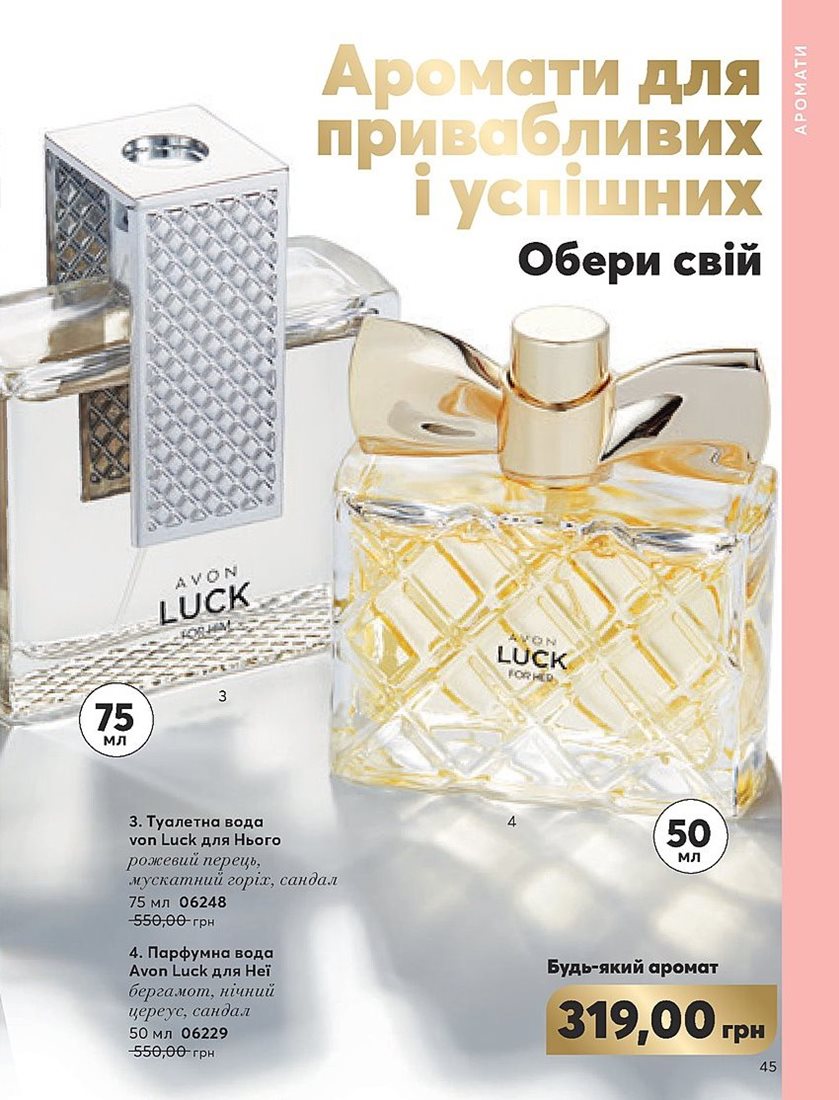 АРОМАТИ
Аромати для
привабливих
і успішних
Обери свій
AVON
LUCK
FOR HIM
AVON
LUCK
FOR HER
3
75
мл
4
50
мл
3. Туалетна вода
von Luck для Нього
рожевий перець,
мускатний горіх, сандал
75 мл 06248
550,00 грн
4. Парфумна вода
Avon Luck для Неї
бергамот, нічний
цереус, сандал
50 мл 06229
550,00 грн
Будь-який аромат
319,00 грн
45